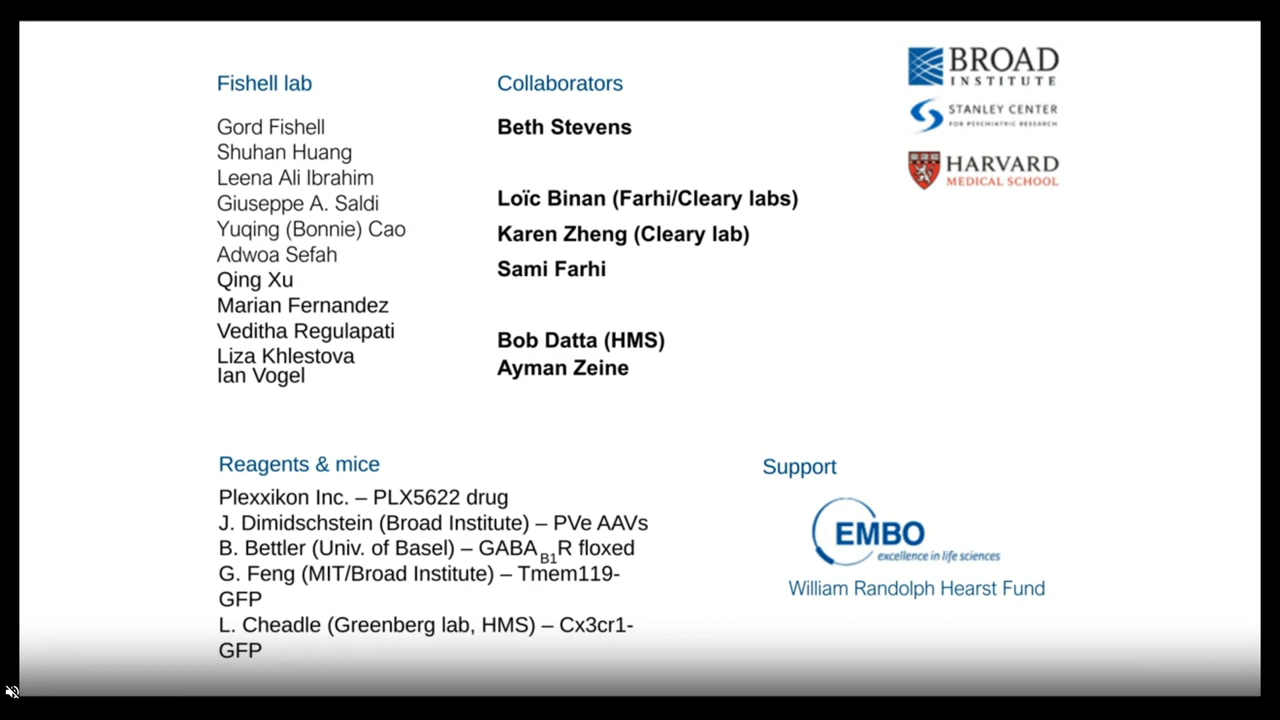 Fishell lab
Gord Fishell
Shuhan Huang
Leena Ali Ibrahim
Giuseppe A. Saldi
Yuqing (Bonnie) Cao
Adwoa Sefah
Qing Xu
Marian Fernandez
Veditha Regulapati
Liza Khlestova
Ian Vogel
Collaborators
Beth Stevens
Loïc Binan (Farhi/Cleary labs)
Karen Zheng (Cleary lab)
Sami Farhi
Bob Datta (HMS)
Ayman Zeine
BROAD
INSTITUTE
STANLEY CENTER
FOR PSYCHIATRIC RESEARCH
HARVARD
MEDICAL SCHOOL
Reagents & mice
Plexxikon Inc. – PLX5622 drug
J. Dimidschstein (Broad Institute) – PVe AAVs
B. Bettler (Univ. of Basel) – GABAB1R floxed
G. Feng (MIT/Broad Institute) – Tmem119-
GFP
L. Cheadle (Greenberg lab, HMS) – Cx3cr1-
GFP
Support
EMBO
excellence in life sciences
William Randolph Hearst Fund